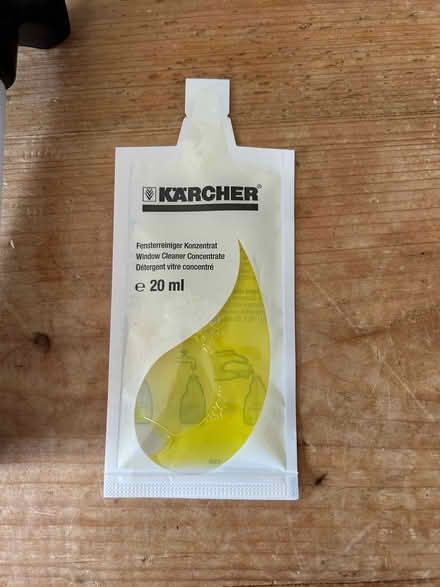 KÄRCHER®
Fensterreiniger Konzentrat
Window Cleaner Concentrate
Détergent vitre concentré
℮ 20 ml